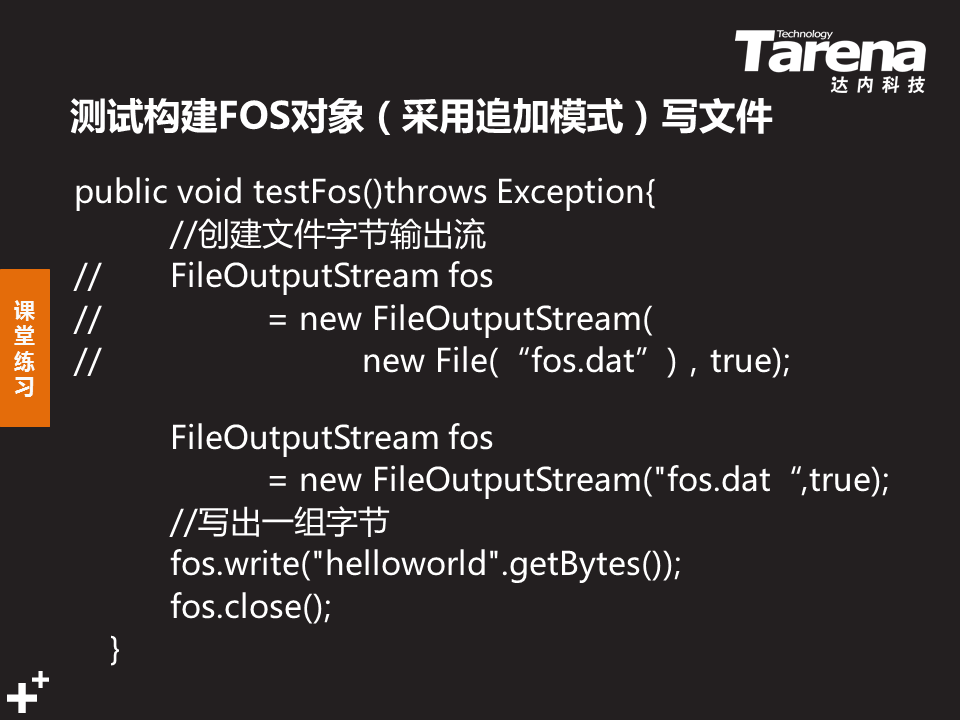 Technology
Tarena
达内科技
测试构建FOS对象（采用追加模式）写文件
public void testFos()throws Exception{
//创建文件字节输出流
// FileOutputStream fos
// = new FileOutputStream(
// new File(“fos.dat”)，true);
FileOutputStream fos
= new FileOutputStream("fos.dat“,true);
//写出一组字节
fos.write("helloworld".getBytes());
fos.close();
}
课
堂
练
习